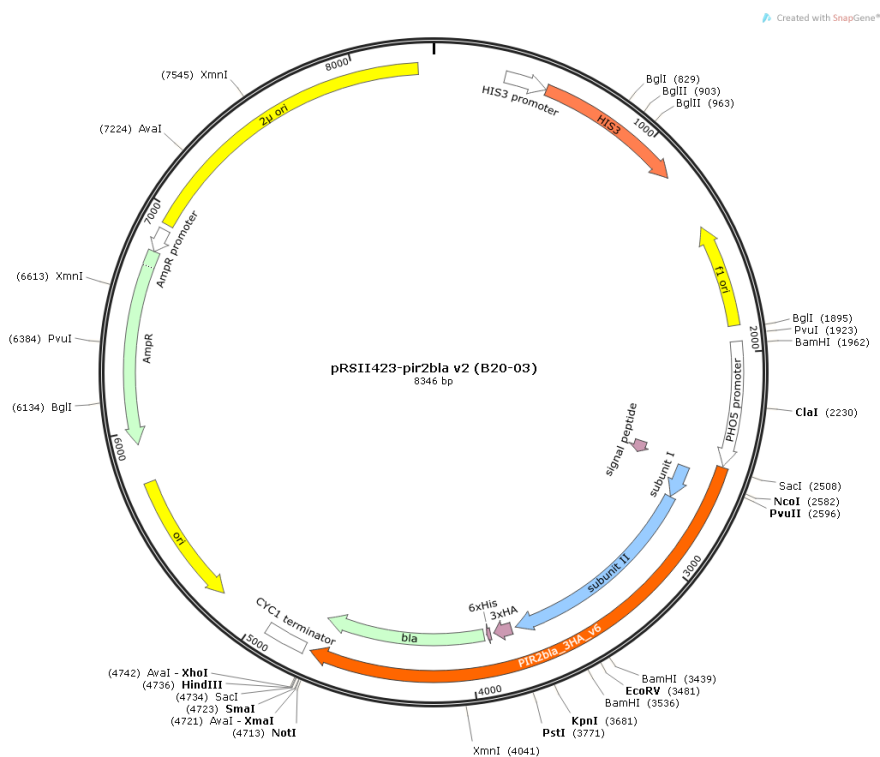 Created with SnapGene®
8000
(7545) XmnI
2μ ori
HIS3 promoter
HIS3
BglI (829)
BglII (903)
BglII (963)
1000
(7224) AvaI
7000
AmpR promoter
f1 ori
(6613) XmnI
BglI (1895)
PvuI (1923)
BamHI (1962)
2000
(6384) PvuI
AmpR
pRSII423-pir2bla v2 (B20-03)
8346 bp
PHO5 promoter
(6134) BglI
ClaI (2230)
6000
signal peptide
subunit I
SacI (2508)
NcoI (2582)
PvuII (2596)
ori
subunit II
3000
6xHis
3xHA
CYC1 terminator
bla
PIR2bla_3HA_v6
5000
(4742) AvaI - XhoI
(4736) HindIII
(4734) SacI
(4723) SmaI
(4721) AvaI - XmaI
(4713) NotI
4000
BamHI (3439)
EcoRV (3481)
BamHI (3536)
KpnI (3681)
PstI (3771)
XmnI (4041)